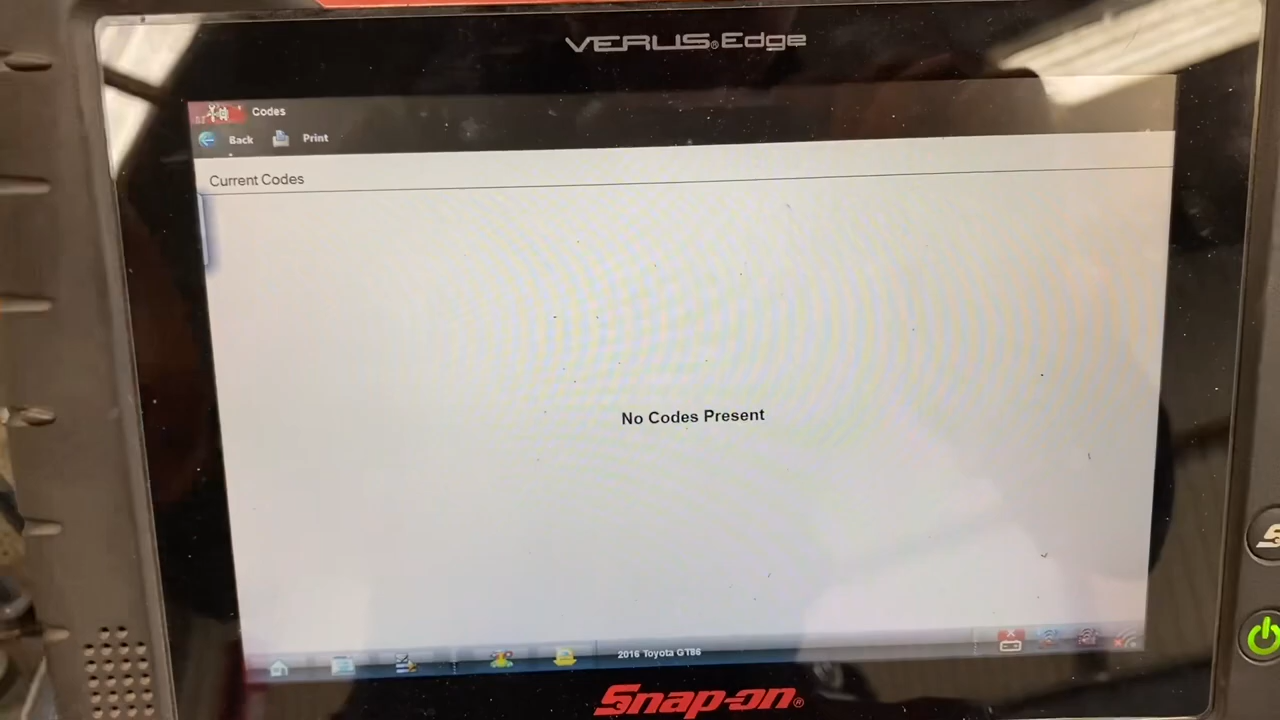 VERUS® Edge
Codes
Back Print
Current Codes
No Codes Present
2016 Toyota GT86
Snap-on®